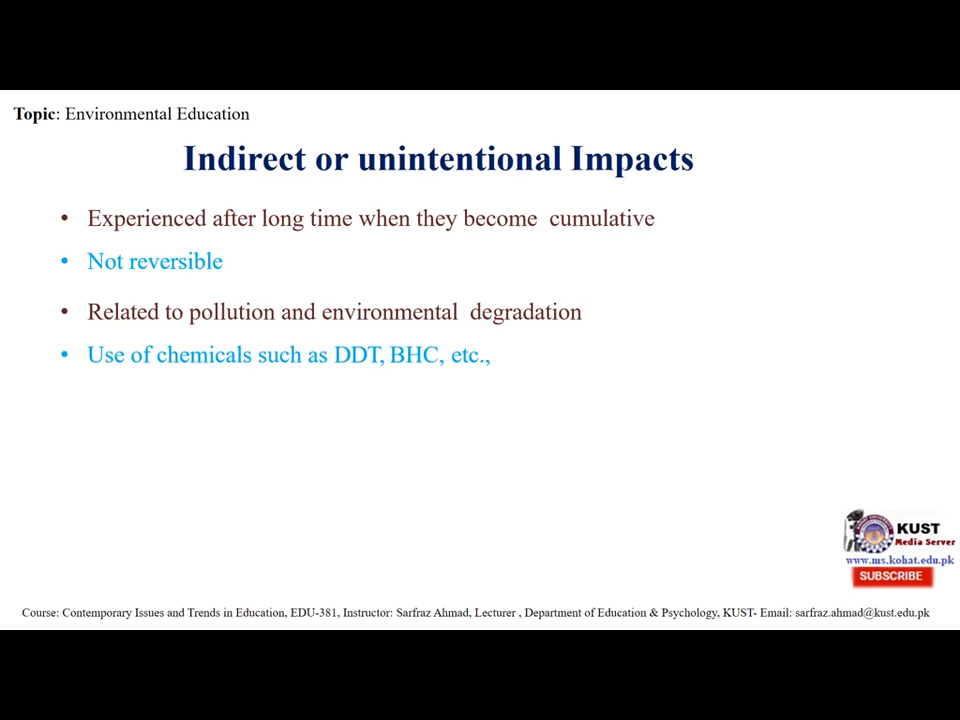 Topic: Environmental Education
Indirect or unintentional Impacts
• Experienced after long time when they become cumulative
• Not reversible
• Related to pollution and environmental degradation
• Use of chemicals such as DDT, BHC, etc.,
KUST
Media Server
www.ms.kohat.edu.pk
SUBSCRIBE
Course: Contemporary Issues and Trends in Education, EDU-381, Instructor: Sarfraz Ahmad, Lecturer , Department of Education & Psychology, KUST- Email: sarfraz.ahmad@kust.edu.pk